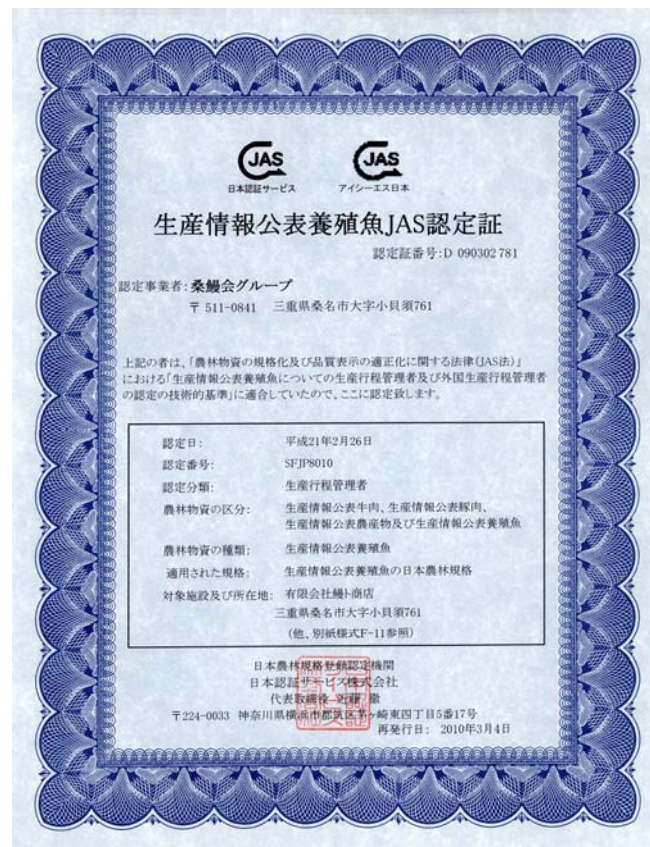 JAS
JAS
日本認証サービス
アイシーエス日本
生産情報公表養殖魚JAS認定証
認定証番号:D 090302781
認定事業者:桑鰻会グループ
〒 511-0841 三重県桑名市大字小貝須761
上記の者は、「農林物資の規格化及び品質表示の適正化に関する法律(JAS法)」
における「生産情報公表養殖魚についての生産行程管理者及び外国生産行程管理者
の認定の技術的基準」に適合していたので、ここに認定致します。
認定日: 平成21年2月26日
認定番号: SFJP8010
認定分類: 生産行程管理者
農林物資の区分: 生産情報公表牛肉、生産情報公表豚肉、
生産情報公表農産物及び生産情報公表養殖魚
農林物資の種類: 生産情報公表養殖魚
適用された規格: 生産情報公表養殖魚の日本農林規格
対象施設及び所在地: 有限会社鰻ト商店
三重県桑名市大字小貝須761
(他、別紙様式F-11参照)
日本農林規格登録認定機関
日本認証サービス株式会社
代表取締役 近藤
〒224-0033 神奈川県横浜市都筑区茅ヶ崎東四丁目5番17号
再発行日: 2010年3月4日